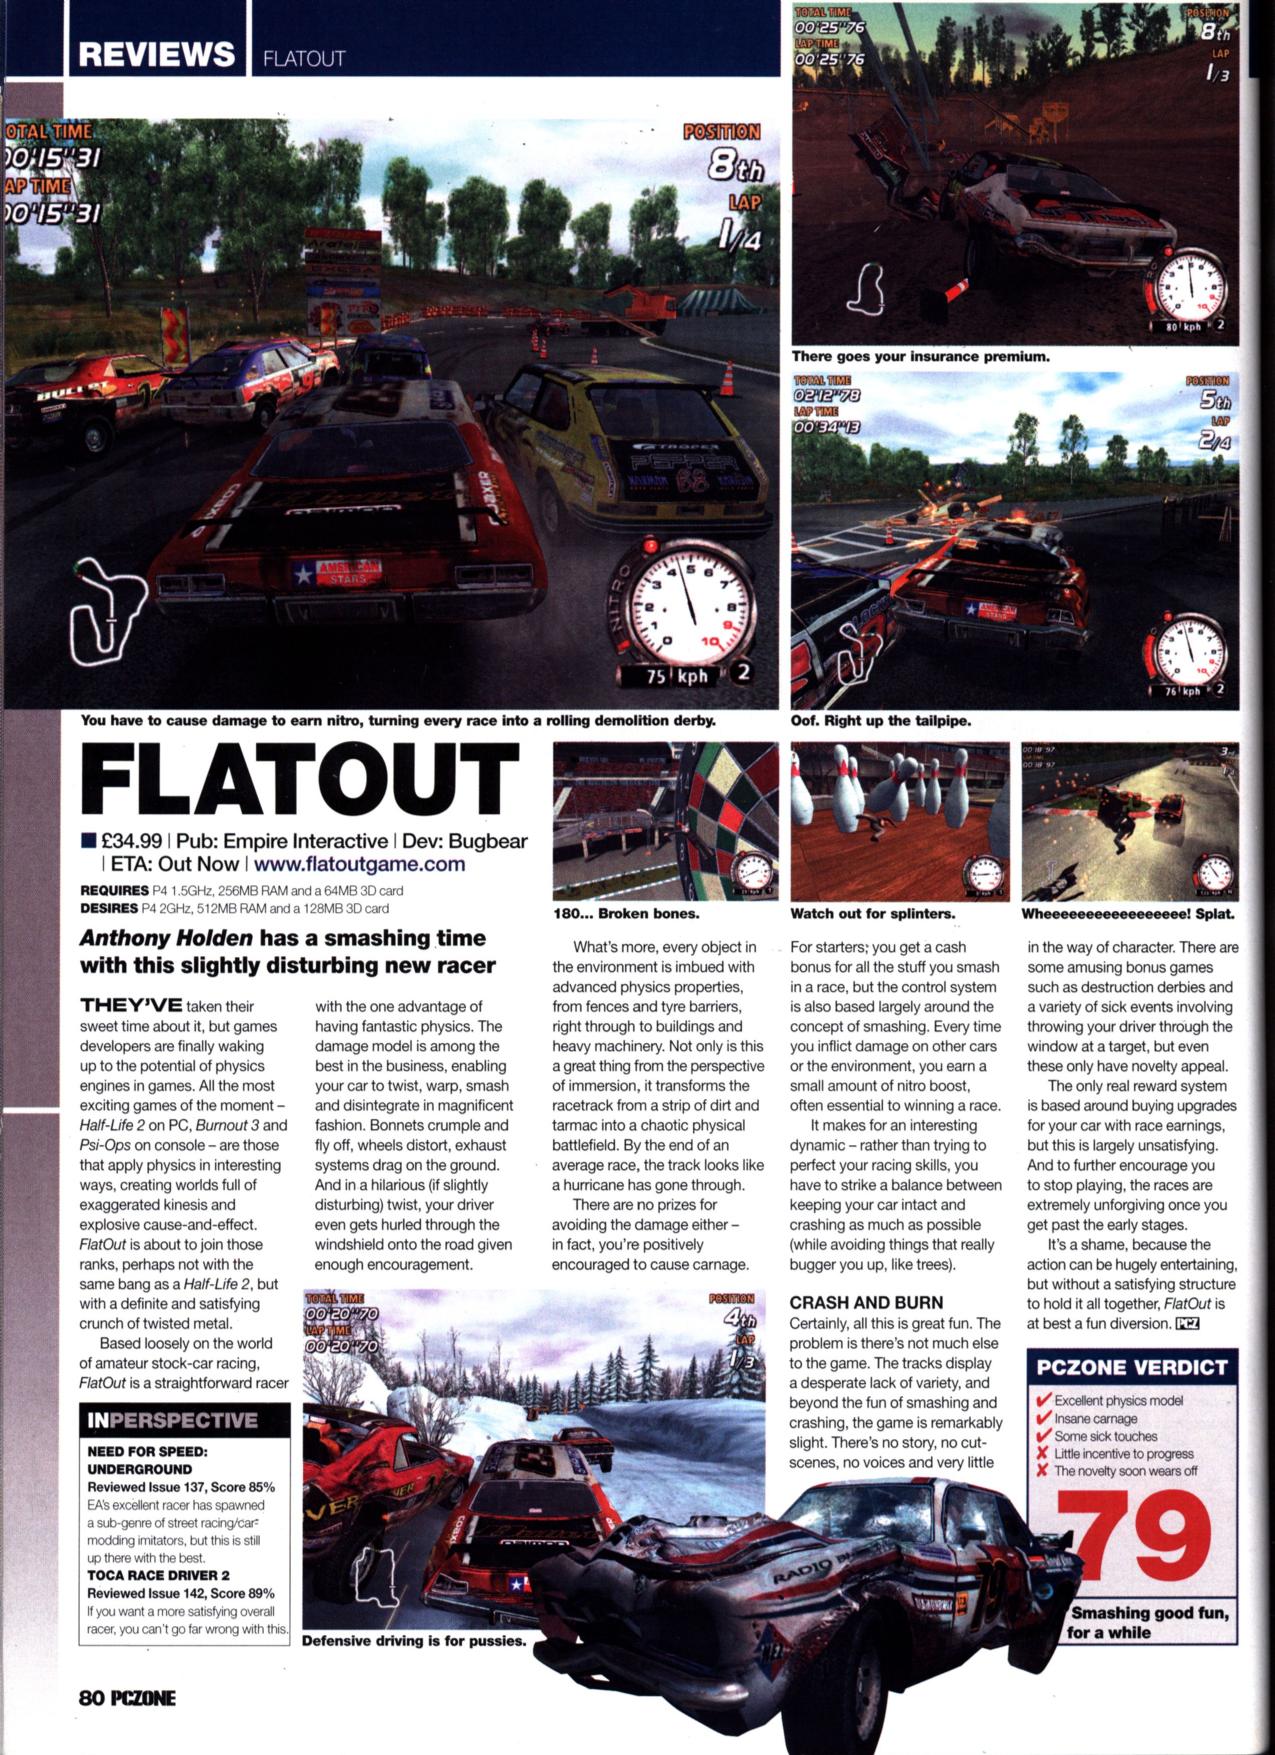 REVIEWS
FLATOUT
OTAL TIME
00'15"31
AP TIME
00'15"31
POSITION
8th
LAP
1/4
AMERICAN
STARS
NITRO
75 kph 2
TOTAL TIME
00'25"76
LAP TIME
00'25"76
POSITION
8th
LAP
1/3
80 kph 2
There goes your insurance premium.
TOTAL TIME
02'12"78
LAP TIME
00'34"13
POSITION
5th
LAP
2/4
AMERICAN
STARS
76 kph 2
You have to cause damage to earn nitro, turning every race into a rolling demolition derby.
Oof. Right up the tailpipe.
FLATOUT
£34.99 | Pub: Empire Interactive | Dev: Bugbear
| ETA: Out Now | www.flatoutgame.com
REQUIRES P4 1.5GHz, 256MB RAM and a 64MB 3D card
DESIRES P4 2GHz, 512MB RAM and a 128MB 3D card
Anthony Holden has a smashing time
with this slightly disturbing new racer
180... Broken bones.
Watch out for splinters.
Wheeeeeeeeeeeeeeeee! Splat.
THEY'VE taken their
sweet time about it, but games
developers are finally waking
up to the potential of physics
engines in games. All the most
exciting games of the moment –
Half-Life 2 on PC, Burnout 3 and
Psi-Ops on console – are those
that apply physics in interesting
ways, creating worlds full of
exaggerated kinesis and
explosive cause-and-effect.
FlatOut is about to join those
ranks, perhaps not with the
same bang as a Half-Life 2, but
with a definite and satisfying
crunch of twisted metal.
Based loosely on the world
of amateur stock-car racing,
FlatOut is a straightforward racer
with the one advantage of
having fantastic physics. The
damage model is among the
best in the business, enabling
your car to twist, warp, smash
and disintegrate in magnificent
fashion. Bonnets crumple and
fly off, wheels distort, exhaust
systems drag on the ground.
And in a hilarious (if slightly
disturbing) twist, your driver
even gets hurled through the
windshield onto the road given
enough encouragement.
What's more, every object in
the environment is imbued with
advanced physics properties,
from fences and tyre barriers,
right through to buildings and
heavy machinery. Not only is this
a great thing from the perspective
of immersion, it transforms the
racetrack from a strip of dirt and
tarmac into a chaotic physical
battlefield. By the end of an
average race, the track looks like
a hurricane has gone through.
There are no prizes for
avoiding the damage either –
in fact, you're positively
encouraged to cause carnage.
For starters; you get a cash
bonus for all the stuff you smash
in a race, but the control system
is also based largely around the
concept of smashing. Every time
you inflict damage on other cars
or the environment, you earn a
small amount of nitro boost,
often essential to winning a race.
It makes for an interesting
dynamic – rather than trying to
perfect your racing skills, you
have to strike a balance between
keeping your car intact and
crashing as much as possible
(while avoiding things that really
bugger you up, like trees).
CRASH AND BURN
Certainly, all this is great fun. The
problem is there's not much else
to the game. The tracks display
a desperate lack of variety, and
beyond the fun of smashing and
crashing, the game is remarkably
slight. There's no story, no cut-
scenes, no voices and very little
in the way of character. There are
some amusing bonus games
such as destruction derbies and
a variety of sick events involving
throwing your driver through the
window at a target, but even
these only have novelty appeal.
The only real reward system
is based around buying upgrades
for your car with race earnings,
but this is largely unsatisfying.
And to further encourage you
to stop playing, the races are
extremely unforgiving once you
get past the early stages.
It's a shame, because the
action can be hugely entertaining,
but without a satisfying structure
to hold it all together, FlatOut is
at best a fun diversion. PCZ
INPERSPECTIVE
NEED FOR SPEED:
UNDERGROUND
Reviewed Issue 137, Score 85%
EA's excellent racer has spawned
a sub-genre of street racing/car-
modding imitators, but this is still
up there with the best.
TOCA RACE DRIVER 2
Reviewed Issue 142, Score 89%
If you want a more satisfying overall
racer, you can't go far wrong with this.
TOTAL TIME
00'20"70
LAP TIME
00'20"70
POSITION
4th
LAP
1/3
Defensive driving is for pussies.
RADIO
PCZONE VERDICT
Excellent physics model
Insane carnage
Some sick touches
Little incentive to progress
The novelty soon wears off
79
Smashing good fun,
for a while
80 PCZONE